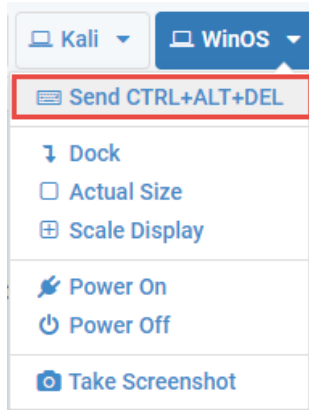 Kali WinOS
Send CTRL+ALT+DEL
Dock
Actual Size
Scale Display
Power On
Power Off
Take Screenshot